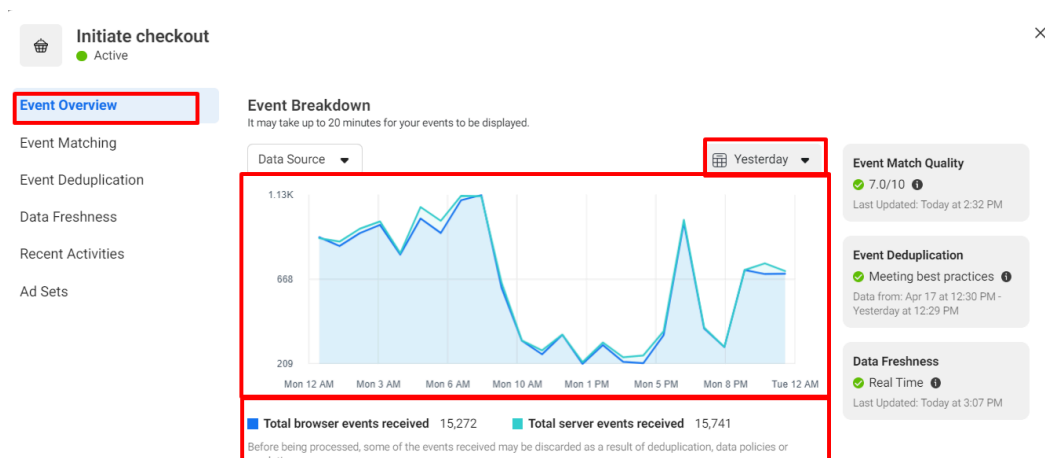 Initiate checkout
Active
Event Overview
Event Matching
Event Deduplication
Data Freshness
Recent Activities
Ad Sets
Event Breakdown
It may take up to 20 minutes for your events to be displayed.
Data Source
Yesterday
1.13K
668
209
Mon 12 AM Mon 3 AM Mon 6 AM Mon 10 AM Mon 1 PM Mon 5 PM Mon 8 PM Tue 12 AM
Total browser events received 15,272 Total server events received 15,741
Before being processed, some of the events received may be discarded as a result of deduplication, data policies or
Event Match Quality
7.0/10
Last Updated: Today at 2:32 PM
Event Deduplication
Meeting best practices
Data from: Apr 17 at 12:30 PM -
Yesterday at 12:29 PM
Data Freshness
Real Time
Last Updated: Today at 3:07 PM